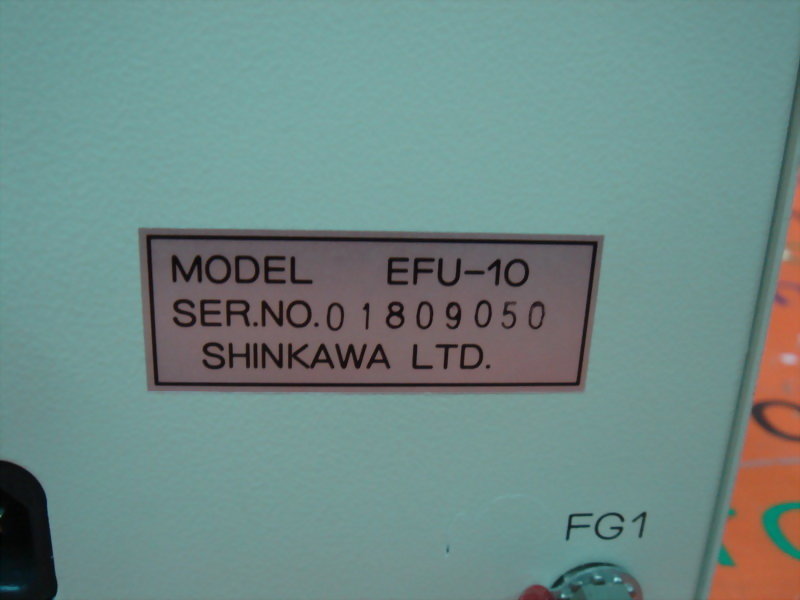 MODEL EFU-10
SER.NO. 01809050
SHINKAWA LTD.
FG1